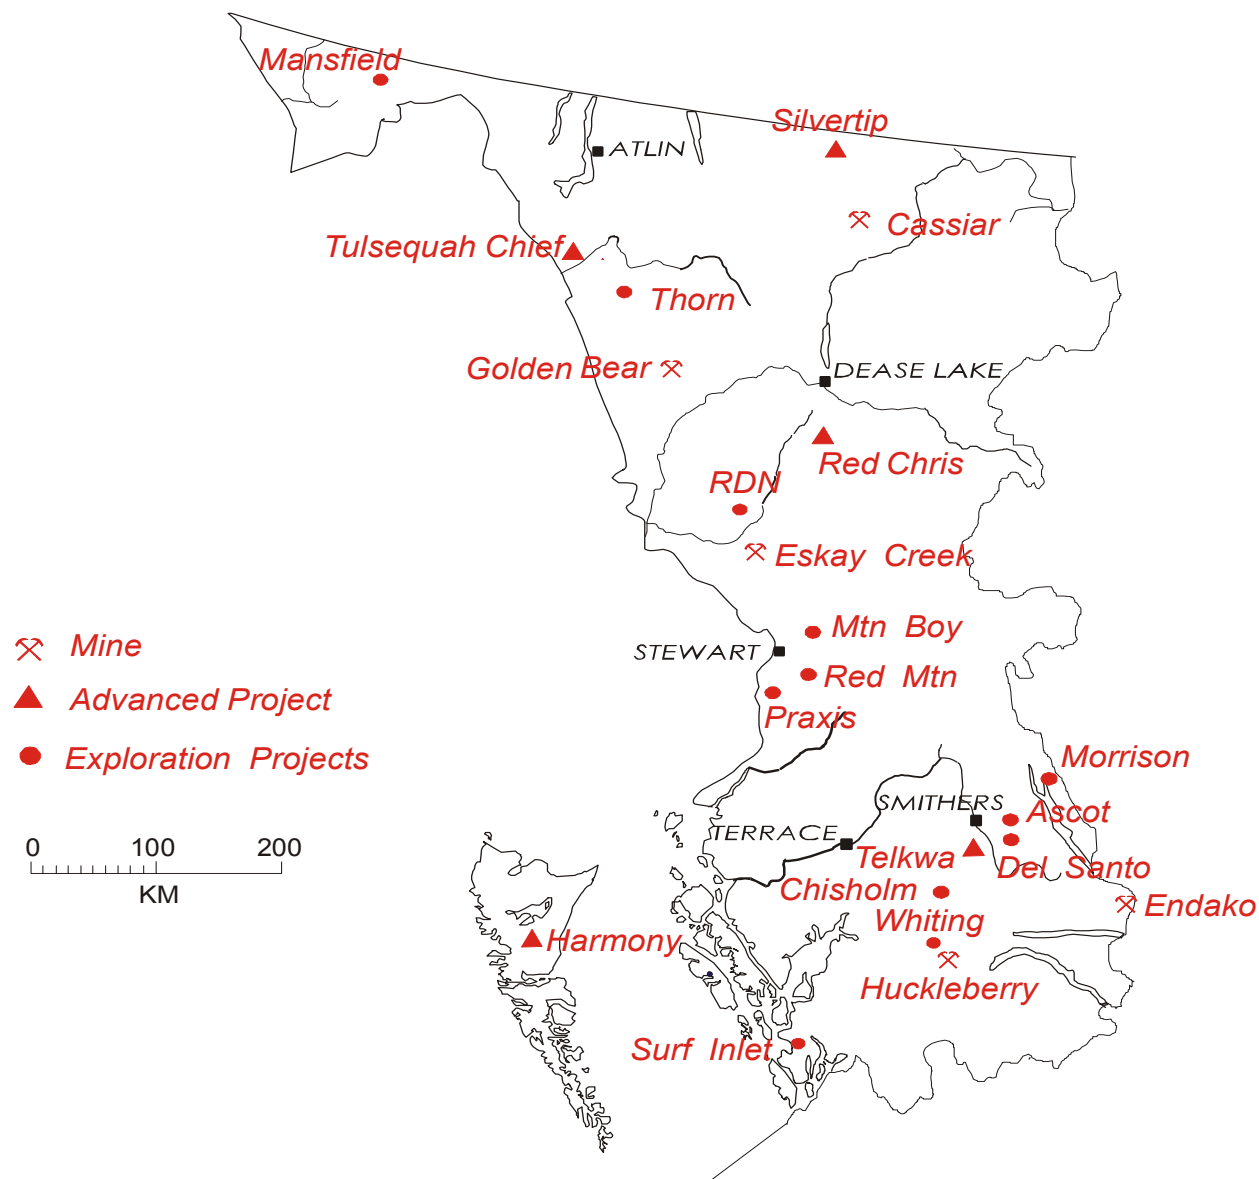 Mansfield
Silvertip
ATLIN
Cassiar
Tulsequah Chief
Thorn
Golden Bear
DEASE LAKE
Red Chris
RDN
Eskay Creek
Mtn Boy
STEWART
Mine
Red Mtn
Advanced Project
Praxis
Exploration Projects
Morrison
SMITHERS
Ascot
TERRACE
0 100 200
KM
Telkwa
Del Santo
Chisholm
Endako
Whiting
Harmony
Huckleberry
Surf Inlet